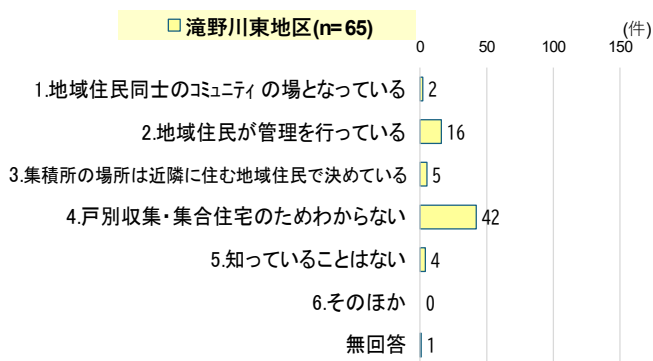 滝野川東地区(n=65)
(件)
0 50 100 150
1.地域住民同士のコミュニティの場となっている 2
2.地域住民が管理を行っている 16
3.集積所の場所は近隣に住む地域住民で決めている 5
4.戸別収集・集合住宅のためわからない 42
5.知っていることはない 4
6.そのほか 0
無回答 1